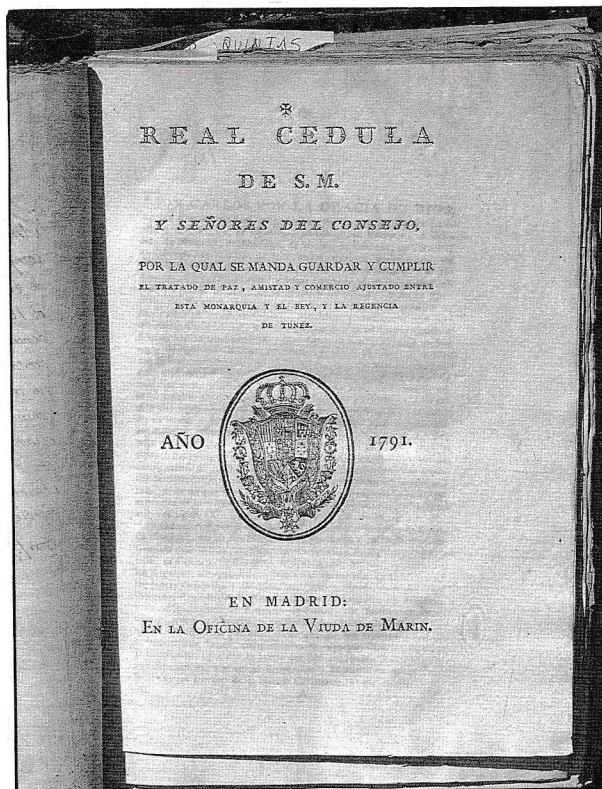 QUINTAS
REAL CEDULA
DE S. M.
Y SEÑORES DEL CONSEJO,
POR LA QUAL SE MANDA GUARDAR Y CUMPLIR
EL TRATADO DE PAZ, AMISTAD Y COMERCIO AJUSTADO ENTRE
ESTA MONARQUIA Y EL BEY, Y LA REGENCIA
DE TUNEZ.
AÑO 1791.
EN MADRID:
EN LA OFICINA DE LA VIUDA DE MARIN.